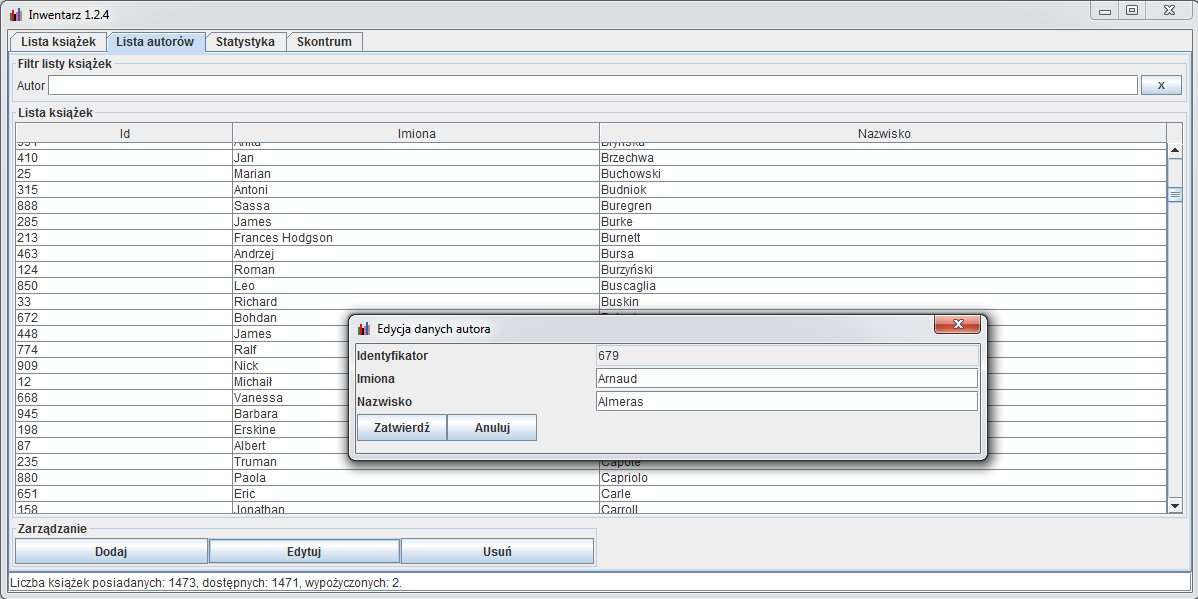 Inwentarz 1.2.4
Lista książek Lista autorów Statystyka Skontrum
Filtr listy książek
Autor x
Lista książek
Id Imiona Nazwisko
410 Jan Brzechwa
25 Marian Buchowski
315 Antoni Budniok
888 Sassa Buregren
285 James Burke
213 Frances Hodgson Burnett
463 Andrzej Bursa
124 Roman Burzyński
850 Leo Buscaglia
33 Richard Buskin
672 Bohdan
448 James
774 Ralf
909 Nick
12 Michaił
668 Vanessa
945 Barbara
198 Erskine
87 Albert
235 Truman Capote
880 Paola Capriolo
651 Eric Carle
158 Jonathan Carroll
Edycja danych autora
Identyfikator 679
Imiona Arnaud
Nazwisko Almeras
Zatwierdź Anuluj
Zarządzanie
Dodaj Edytuj Usuń
Liczba książek posiadanych: 1473, dostępnych: 1471, wypożyczonych: 2.